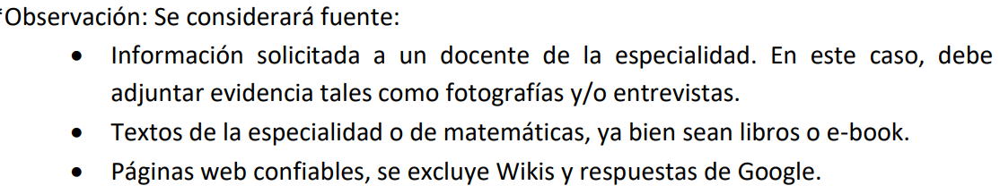 *Observación: Se considerará fuente:
• Información solicitada a un docente de la especialidad. En este caso, debe
adjuntar evidencia tales como fotografías y/o entrevistas.
• Textos de la especialidad o de matemáticas, ya bien sean libros o e-book.
• Páginas web confiables, se excluye Wikis y respuestas de Google.